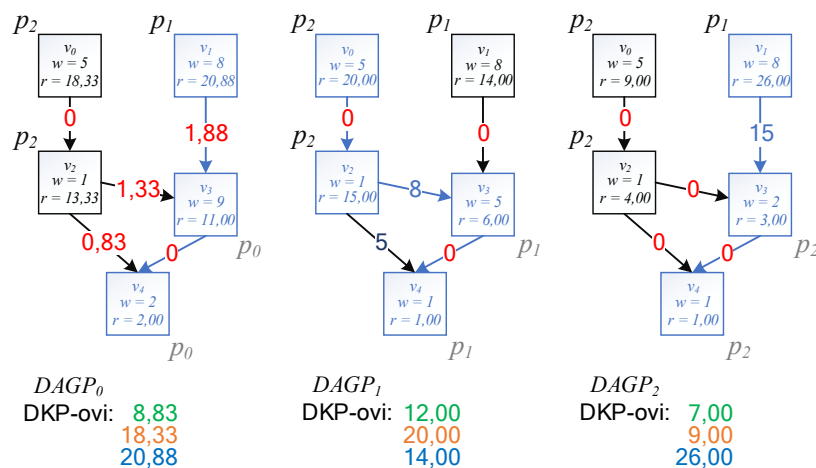 p₂
p₁
v₀
w = 5
r = 18,33
v₁
w = 8
r = 20,88
0
1,88
p₂
v₂
w = 1
r = 13,33
1,33
v₃
w = 9
r = 11,00
0,83
0
p₀
v₄
w = 2
r = 2,00
p₀
DAGP₀
DKP-ovi: 8,83
18,33
20,88
p₁
v₀
w = 5
r = 20,00
v₁
w = 8
r = 14,00
0
0
p₂
v₂
w = 1
r = 15,00
8
v₃
w = 5
r = 6,00
5
0
p₁
v₄
w = 1
r = 1,00
p₁
DAGP₁
DKP-ovi: 12,00
20,00
14,00
p₂
p₁
v₀
w = 5
r = 9,00
v₁
w = 8
r = 26,00
0
15
p₂
v₂
w = 1
r = 4,00
0
v₃
w = 2
r = 3,00
0
0
p₂
v₄
w = 1
r = 1,00
p₂
DAGP₂
DKP-ovi: 7,00
9,00
26,00